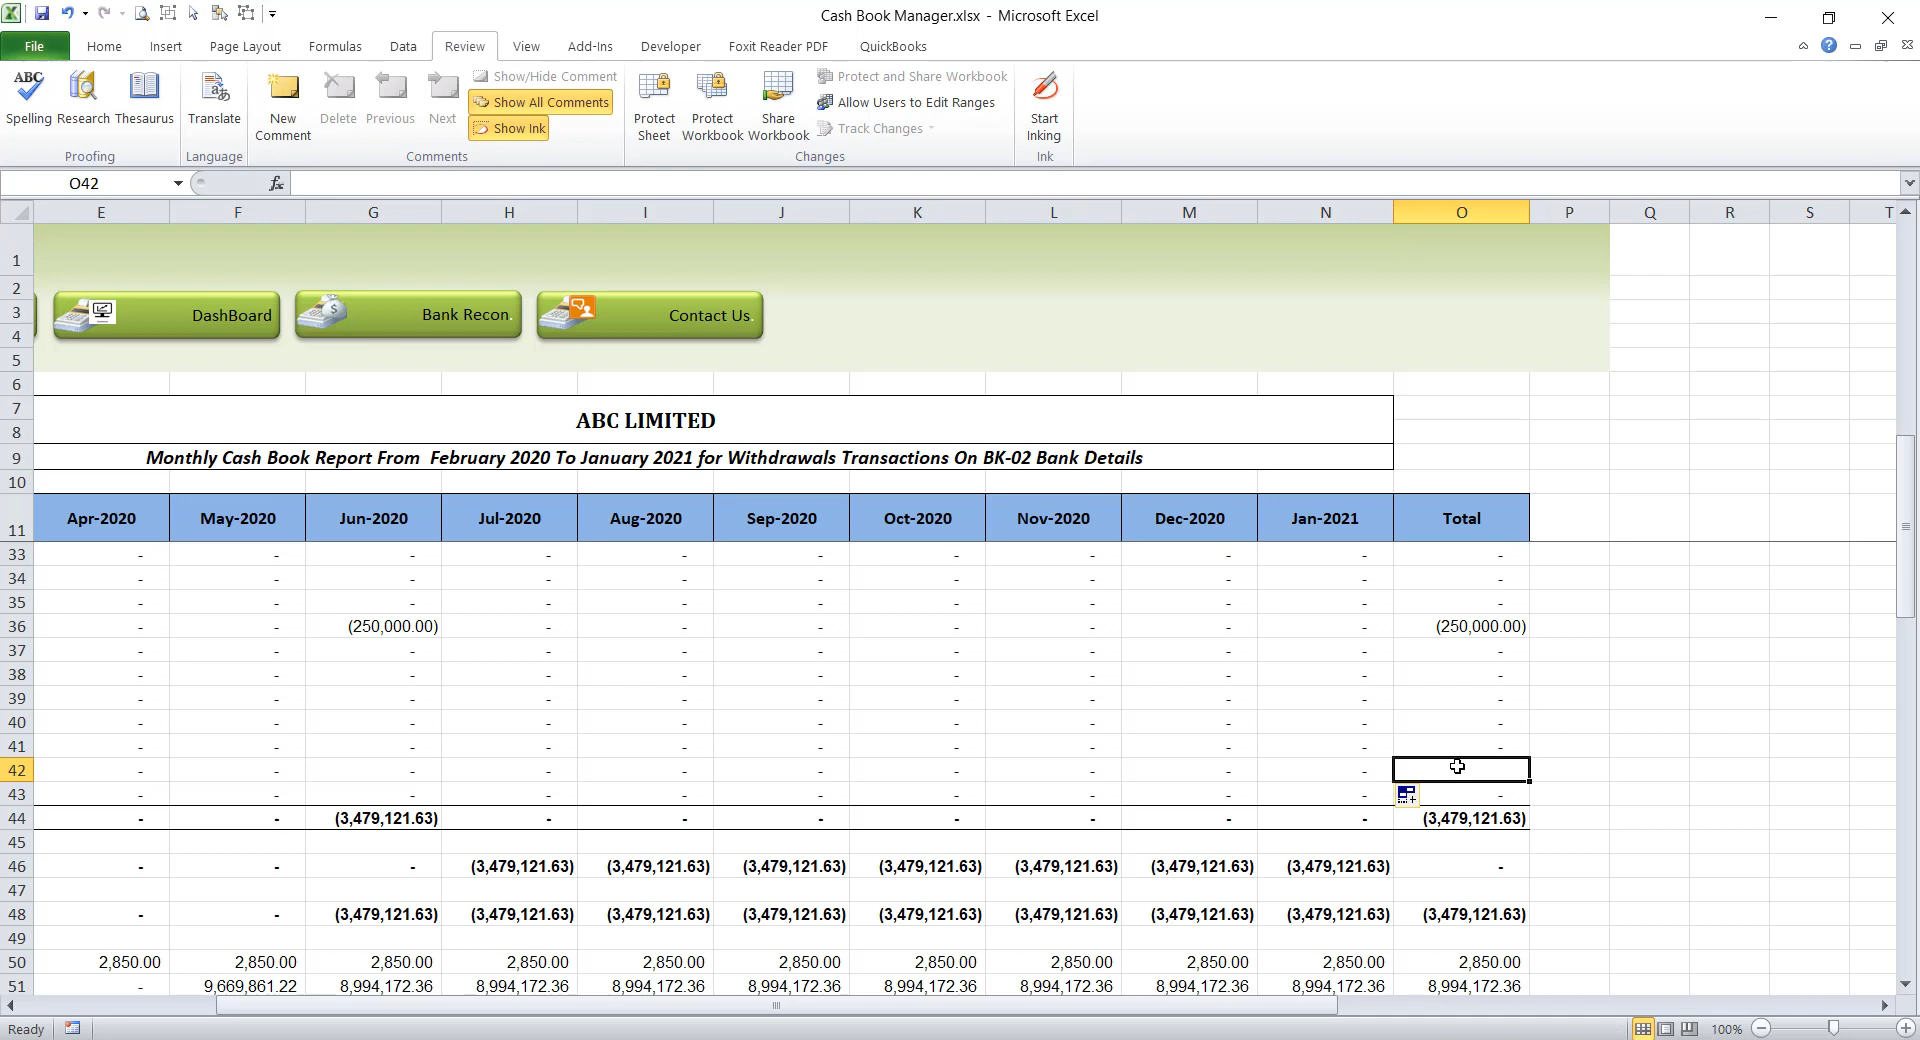 Cash Book Manager.xlsx - Microsoft Excel
File Home Insert Page Layout Formulas Data Review View Add-Ins Developer Foxit Reader PDF QuickBooks
ABC Spelling Research Thesaurus
Proofing
Translate
Language
New Comment Delete Previous Next
Show/Hide Comment
Show All Comments
Show Ink
Comments
Protect Sheet Protect Workbook Share Workbook
Protect and Share Workbook
Allow Users to Edit Ranges
Track Changes
Changes
Start Inking
Ink
O42 fx
E F G H I J K L M N O P Q R S T
1
2
3 DashBoard Bank Recon. Contact Us.
4
5
6
7
ABC LIMITED
8
9 Monthly Cash Book Report From February 2020 To January 2021 for Withdrawals Transactions On BK-02 Bank Details
10
11 Apr-2020 May-2020 Jun-2020 Jul-2020 Aug-2020 Sep-2020 Oct-2020 Nov-2020 Dec-2020 Jan-2021 Total
33 - - - - - - - - - - -
34 - - - - - - - - - - -
35 - - - - - - - - - - -
36 - - (250,000.00) - - - - - - - (250,000.00)
37 - - - - - - - - - - -
38 - - - - - - - - - - -
39 - - - - - - - - - - -
40 - - - - - - - - - - -
41 - - - - - - - - - - -
42 - - - - - - - - - -
43 - - - - - - - - - - -
44 - - (3,479,121.63) - - - - - - - (3,479,121.63)
45
46 - - - (3,479,121.63) (3,479,121.63) (3,479,121.63) (3,479,121.63) (3,479,121.63) (3,479,121.63) (3,479,121.63) -
47
48 - - (3,479,121.63) (3,479,121.63) (3,479,121.63) (3,479,121.63) (3,479,121.63) (3,479,121.63) (3,479,121.63) (3,479,121.63) (3,479,121.63)
49
50 2,850.00 2,850.00 2,850.00 2,850.00 2,850.00 2,850.00 2,850.00 2,850.00 2,850.00 2,850.00 2,850.00
51 - 9,669,861.22 8,994,172.36 8,994,172.36 8,994,172.36 8,994,172.36 8,994,172.36 8,994,172.36 8,994,172.36 8,994,172.36 8,994,172.36
Ready 100%